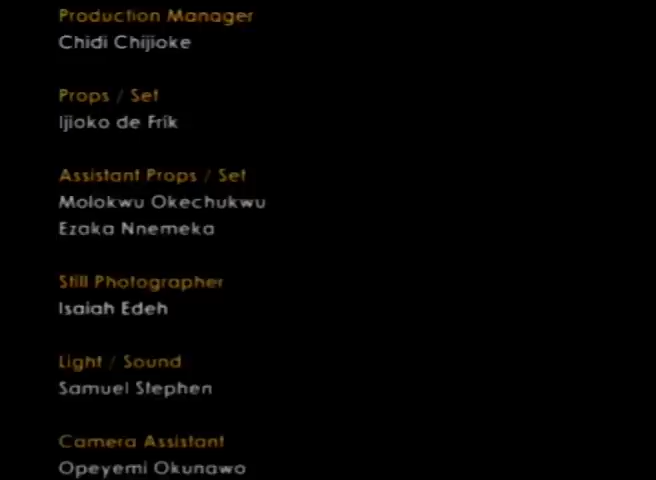 Production Manager
Chidi Chijioke
Props / Set
Ijioko de Frik
Assistant Props / Set
Molokwu Okechukwu
Ezaka Nnemeka
Still Photographer
Isaiah Edeh
Light / Sound
Samuel Stephen
Camera Assistant
Opeyemi Okunawo